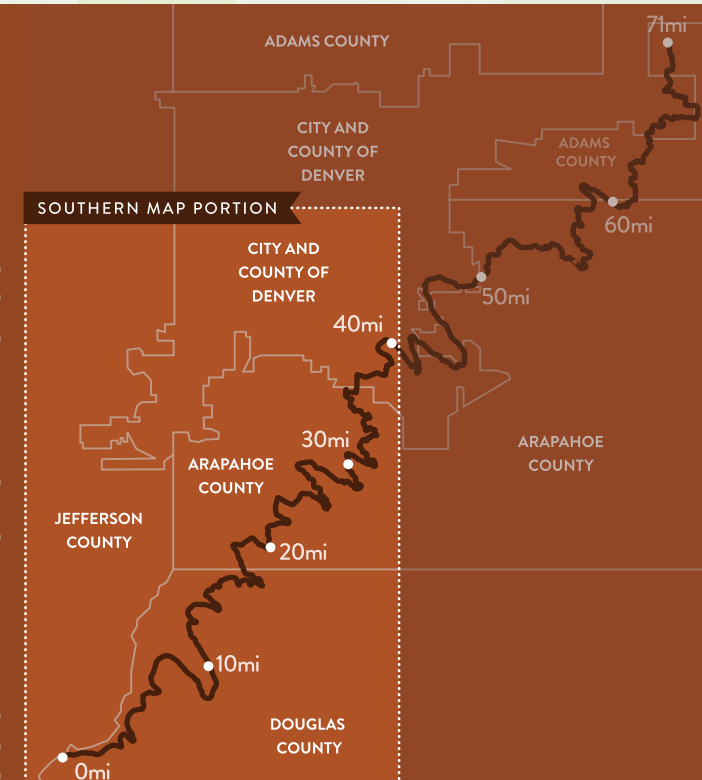 71mi
ADAMS COUNTY
CITY AND
COUNTY OF
DENVER
ADAMS
COUNTY
SOUTHERN MAP PORTION
60mi
CITY AND
COUNTY OF
DENVER
50mi
40mi
30mi
ARAPAHOE
COUNTY
ARAPAHOE
COUNTY
JEFFERSON
COUNTY
20mi
10mi
DOUGLAS
COUNTY
0mi